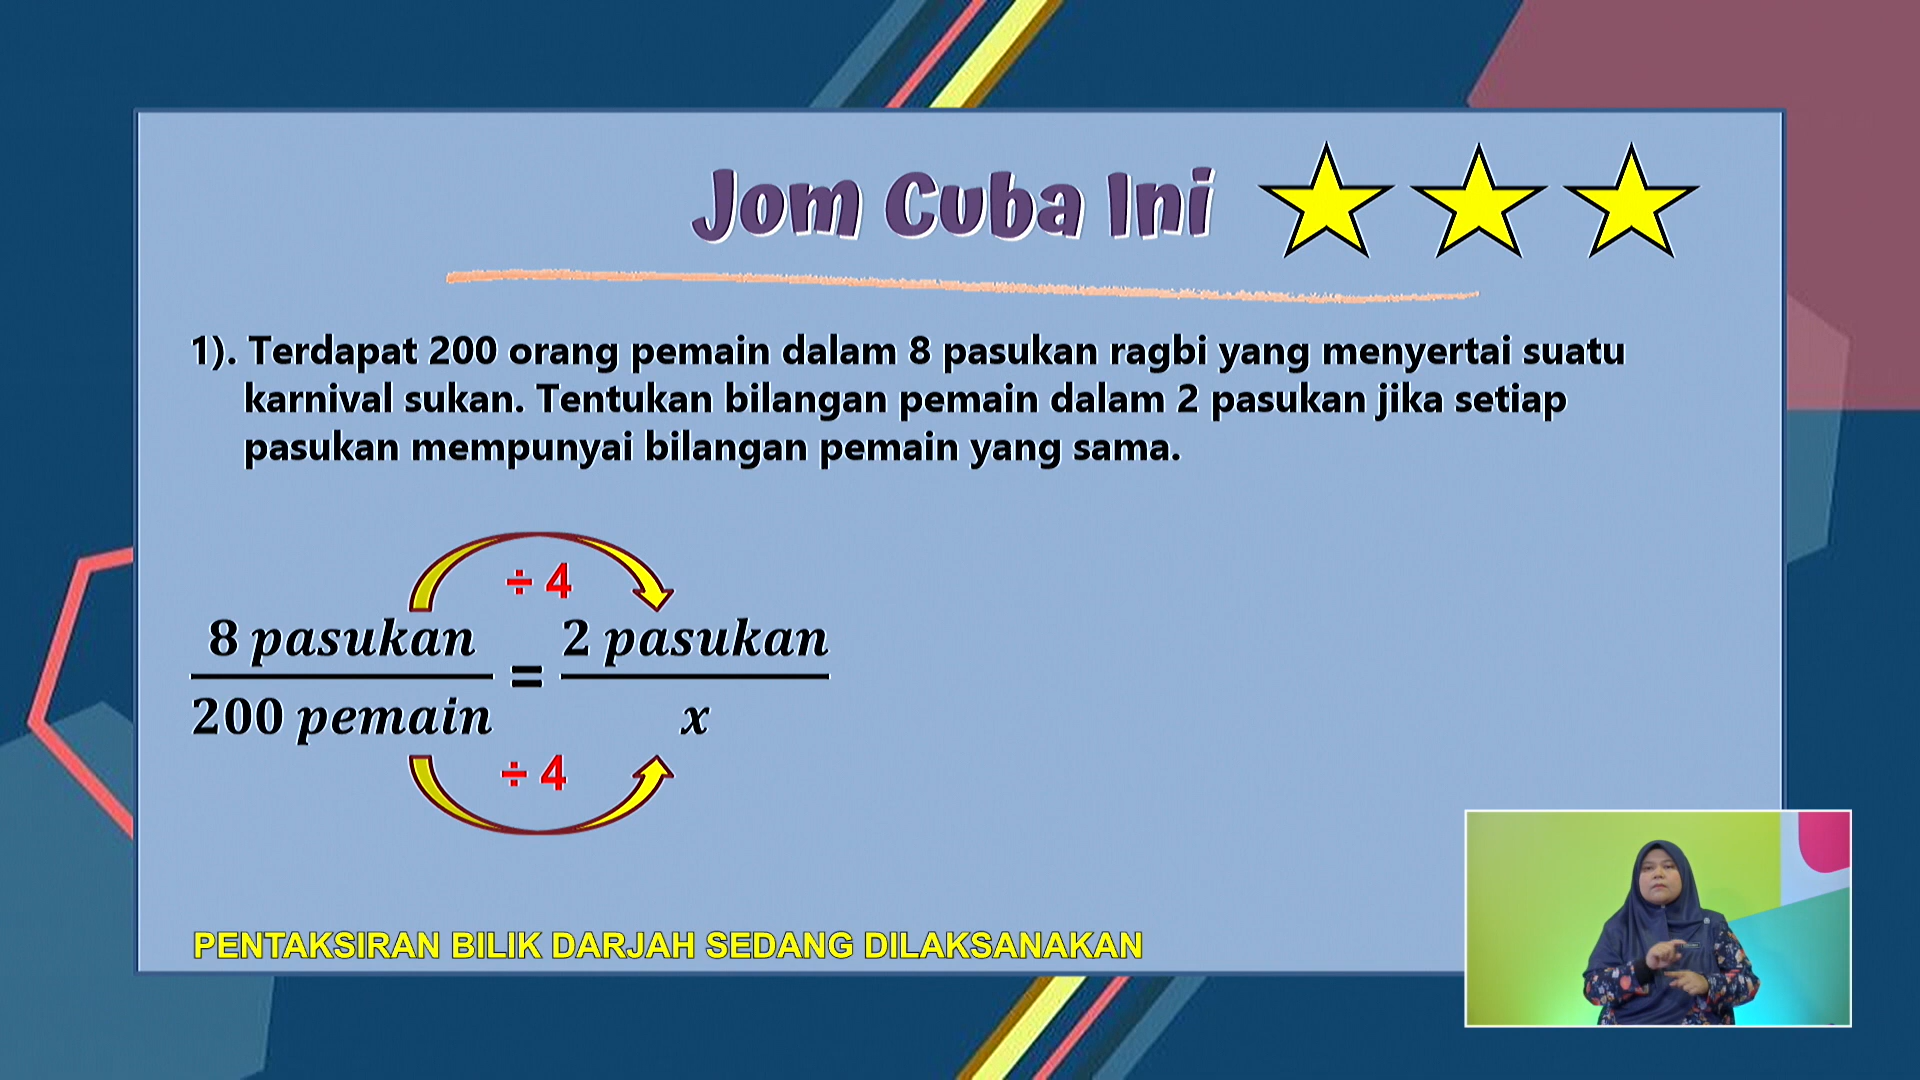 Jom Cuba Ini
1). Terdapat 200 orang pemain dalam 8 pasukan ragbi yang menyertai suatu
karnival sukan. Tentukan bilangan pemain dalam 2 pasukan jika setiap
pasukan mempunyai bilangan pemain yang sama.
÷ 4
8 pasukan = 2 pasukan
200 pemain x
÷ 4
PENTAKSIRAN BILIK DARJAH SEDANG DILAKSANAKAN